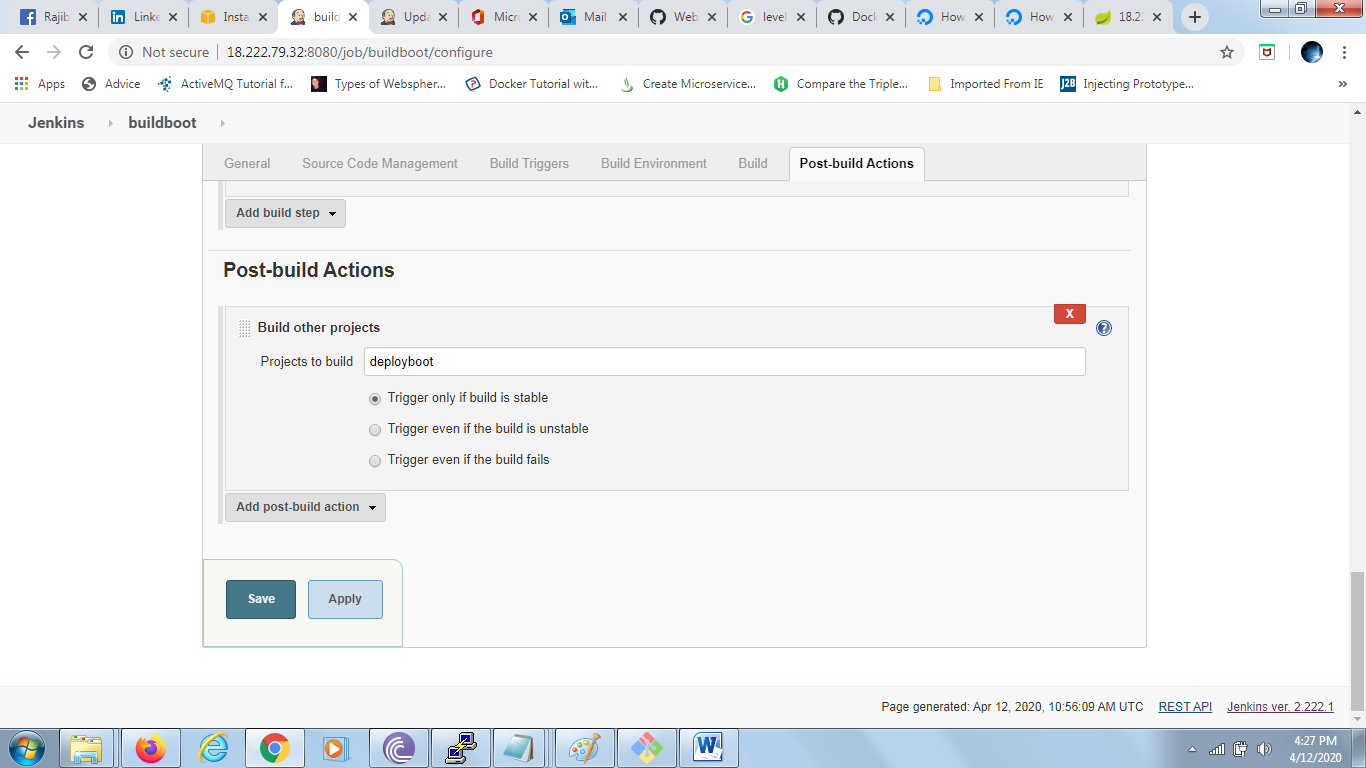 Rajib
Linke
Insta
build
Upda
Micro
Mail
Web
level
Docl
How
How
18.22
Not secure
18.222.79.32:8080/job/buildboot/configure
Apps
Advice
ActiveMQ Tutorial f...
Types of Webspher...
Docker Tutorial wit...
Create Microservice...
Compare the Triple...
Imported From IE
J2B
Injecting Prototype...
»
Jenkins
buildboot
General
Source Code Management
Build Triggers
Build Environment
Build
Post-build Actions
Add build step
Post-build Actions
X
Build other projects
?
Projects to build
deployboot
Trigger only if build is stable
Trigger even if the build is unstable
Trigger even if the build fails
Add post-build action
Save
Apply
Page generated: Apr 12, 2020, 10:56:09 AM UTC
REST API
Jenkins ver. 2.222.1
4:27 PM
4/12/2020